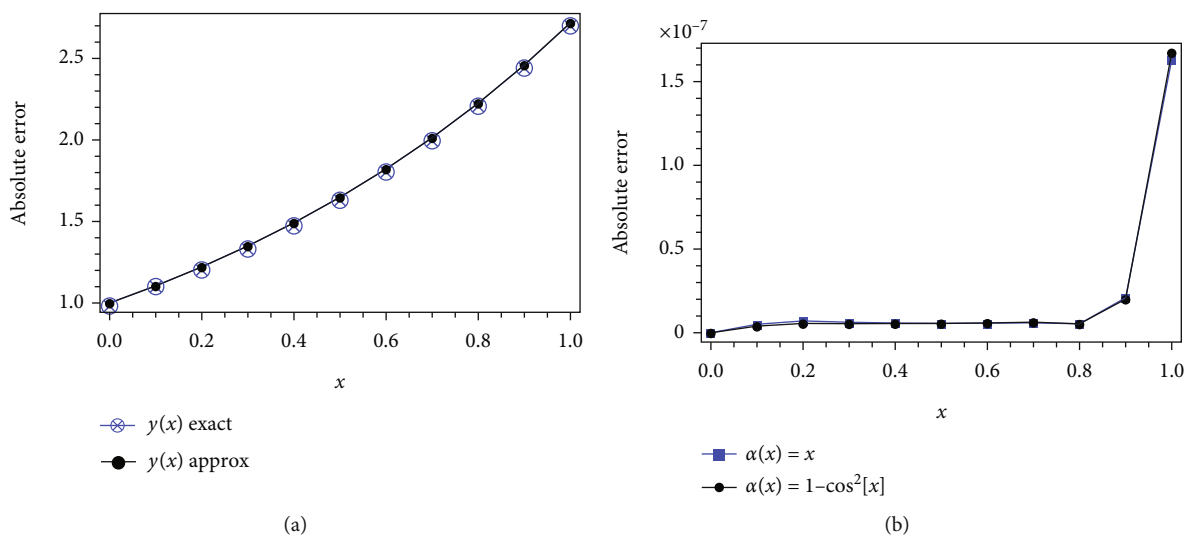 Absolute error
2.5
2.0
1.5
1.0
0.0 0.2 0.4 0.6 0.8 1.0
x
y(x) exact
y(x) approx
(a)
×10⁻⁷
Absolute error
1.5
1.0
0.5
0
0.0 0.2 0.4 0.6 0.8 1.0
x
α(x) = x
α(x) = 1–cos²[x]
(b)